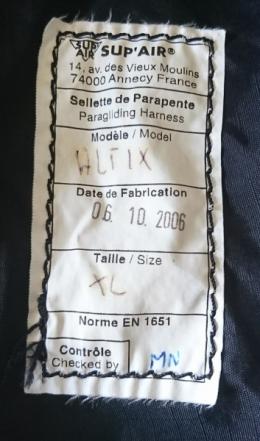 SUP AIR SUP'AIR®
14, av. des Vieux Moulins
74000 Annecy France
Sellette de Parapente
Paragliding Harness
Modèle / Model
ALTIX
Date de Fabrication
06. 10. 2006
Taille / Size
XL
Norme EN 1651
Contrôle
Checked by MN